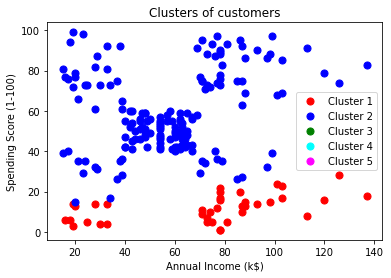 Clusters of customers
100
80
60
40
20
0
Spending Score (1-100)
Cluster 1
Cluster 2
Cluster 3
Cluster 4
Cluster 5
20
40
60
80
100
120
140
Annual Income (k$)